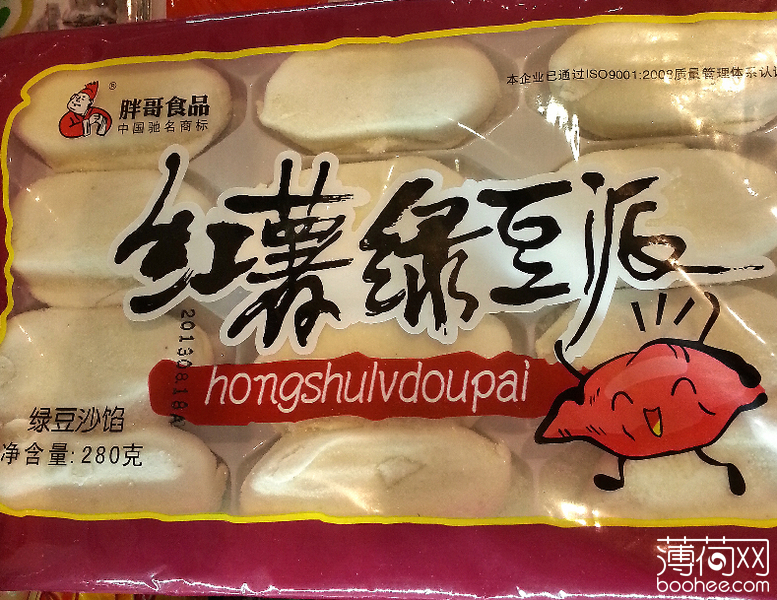 胖哥食品
®
中国驰名商标
本企业已通过ISO9001:2008质量管理体系认证
红薯绿豆派
hongshulvdoupai
20130818A
绿豆沙馅
净含量:280克
薄荷网
boohee.com